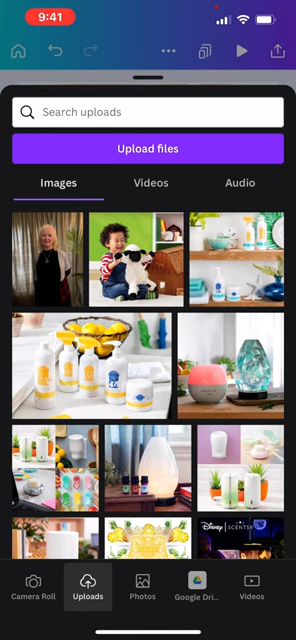 9:41
Search uploads
Upload files
Images Videos Audio
Disney | SCENTSY
Camera Roll Uploads Photos Google Dri... Videos